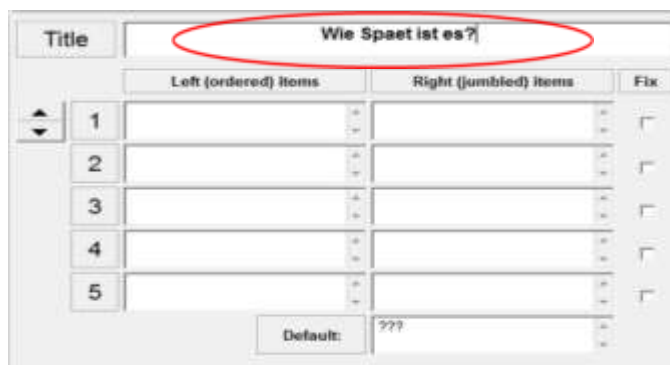 Title Wie Spaet ist es?
Left (ordered) items Right (jumbled) items Fix
1
2
3
4
5
Default: ???